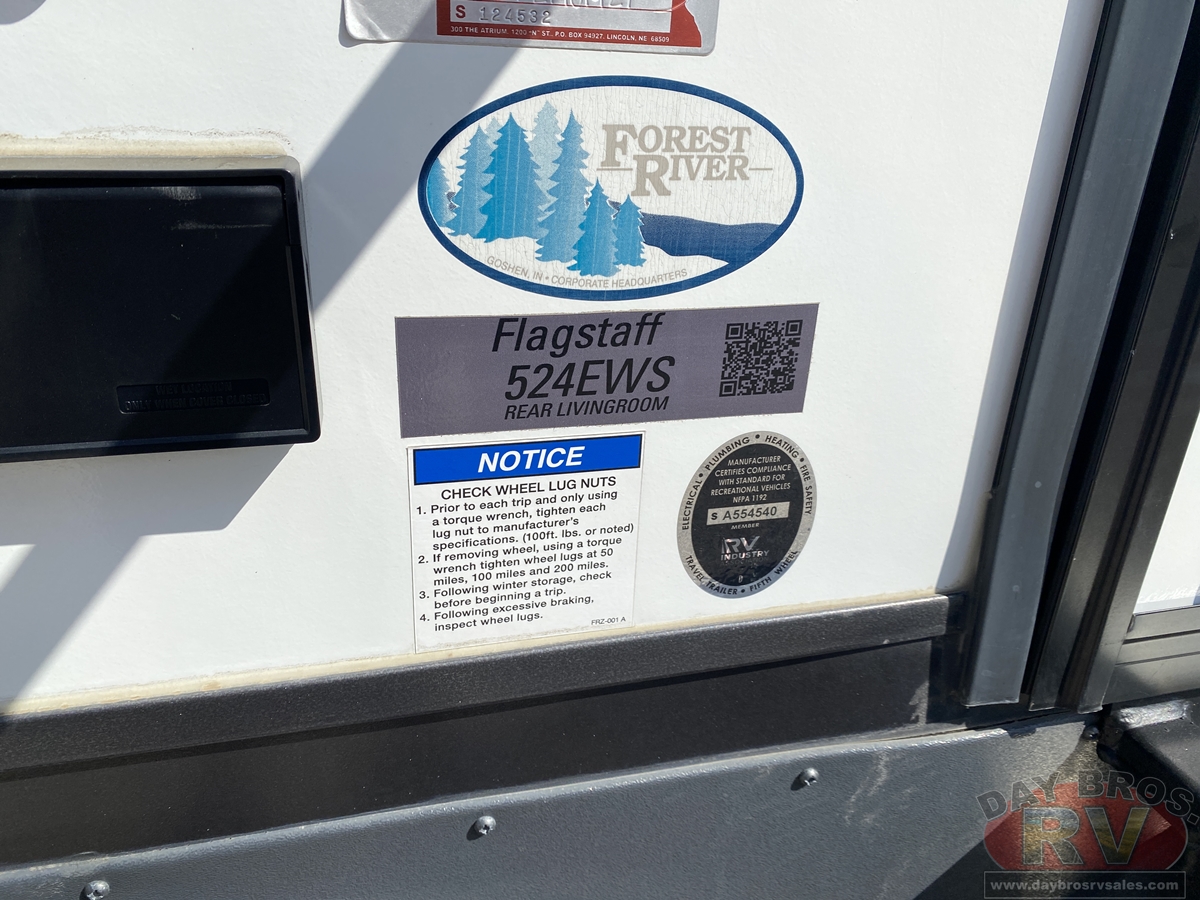 S 124532
300 THE ATRIUM, 1200 "N" ST., P.O. BOX 94927, LINCOLN, NE 68509
FOREST
RIVER
GOSHEN, IN • CORPORATE HEADQUARTERS
Flagstaff
524EWS
REAR LIVINGROOM
ONLY WHEN COVER CLOSED
NOTICE
CHECK WHEEL LUG NUTS
1. Prior to each trip and only using
a torque wrench, tighten each
lug nut to manufacturer's
specifications. (100ft. lbs. or noted)
2. If removing wheel, using a torque
wrench tighten wheel lugs at 50
miles, 100 miles and 200 miles.
3. Following winter storage, check
before beginning a trip.
4. Following excessive braking,
inspect wheel lugs.
FRZ-001 A
ELECTRICAL • PLUMBING • HEATING • FIRE SAFETY
MANUFACTURER
CERTIFIES COMPLIANCE
WITH STANDARD FOR
RECREATIONAL VEHICLES
NFPA 1192
S A554540
MEMBER
RV
INDUSTRY
TRAVEL TRAILER • FIFTH WHEEL
DAY BROS.
RV
www.daybrosrvsales.com